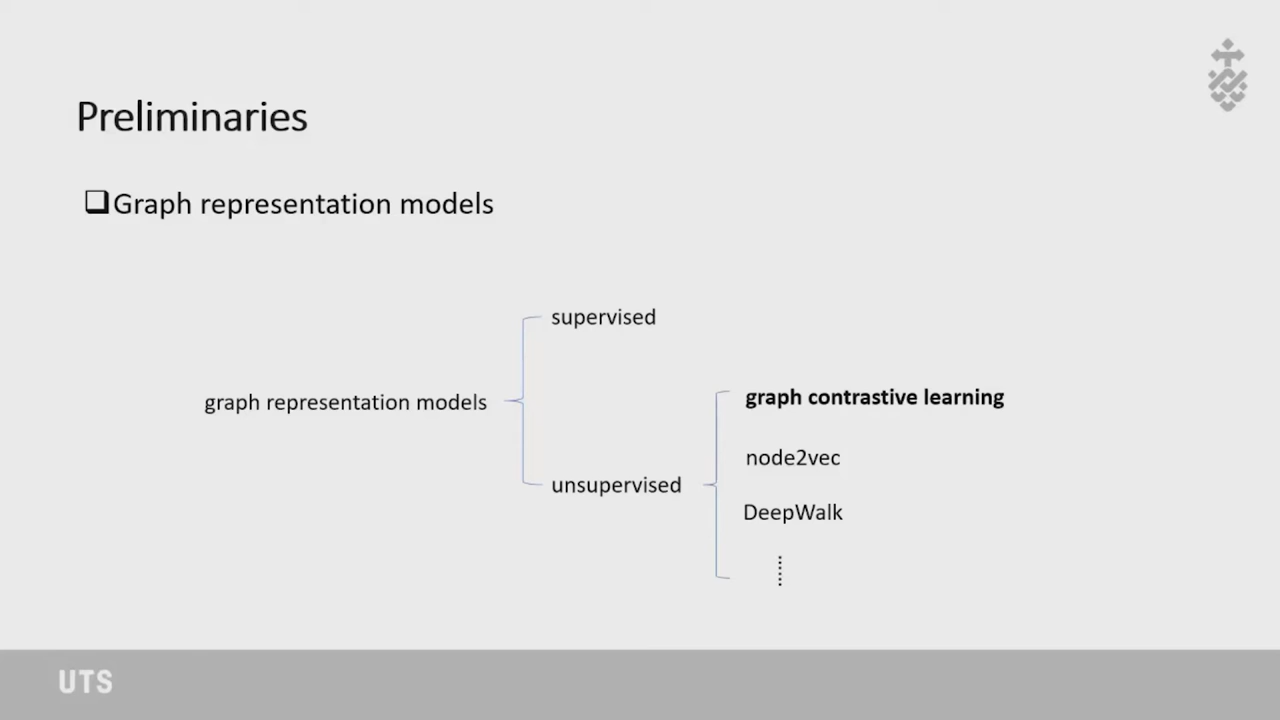 Preliminaries
Graph representation models
supervised
graph representation models
graph contrastive learning
node2vec
unsupervised
DeepWalk
UTS